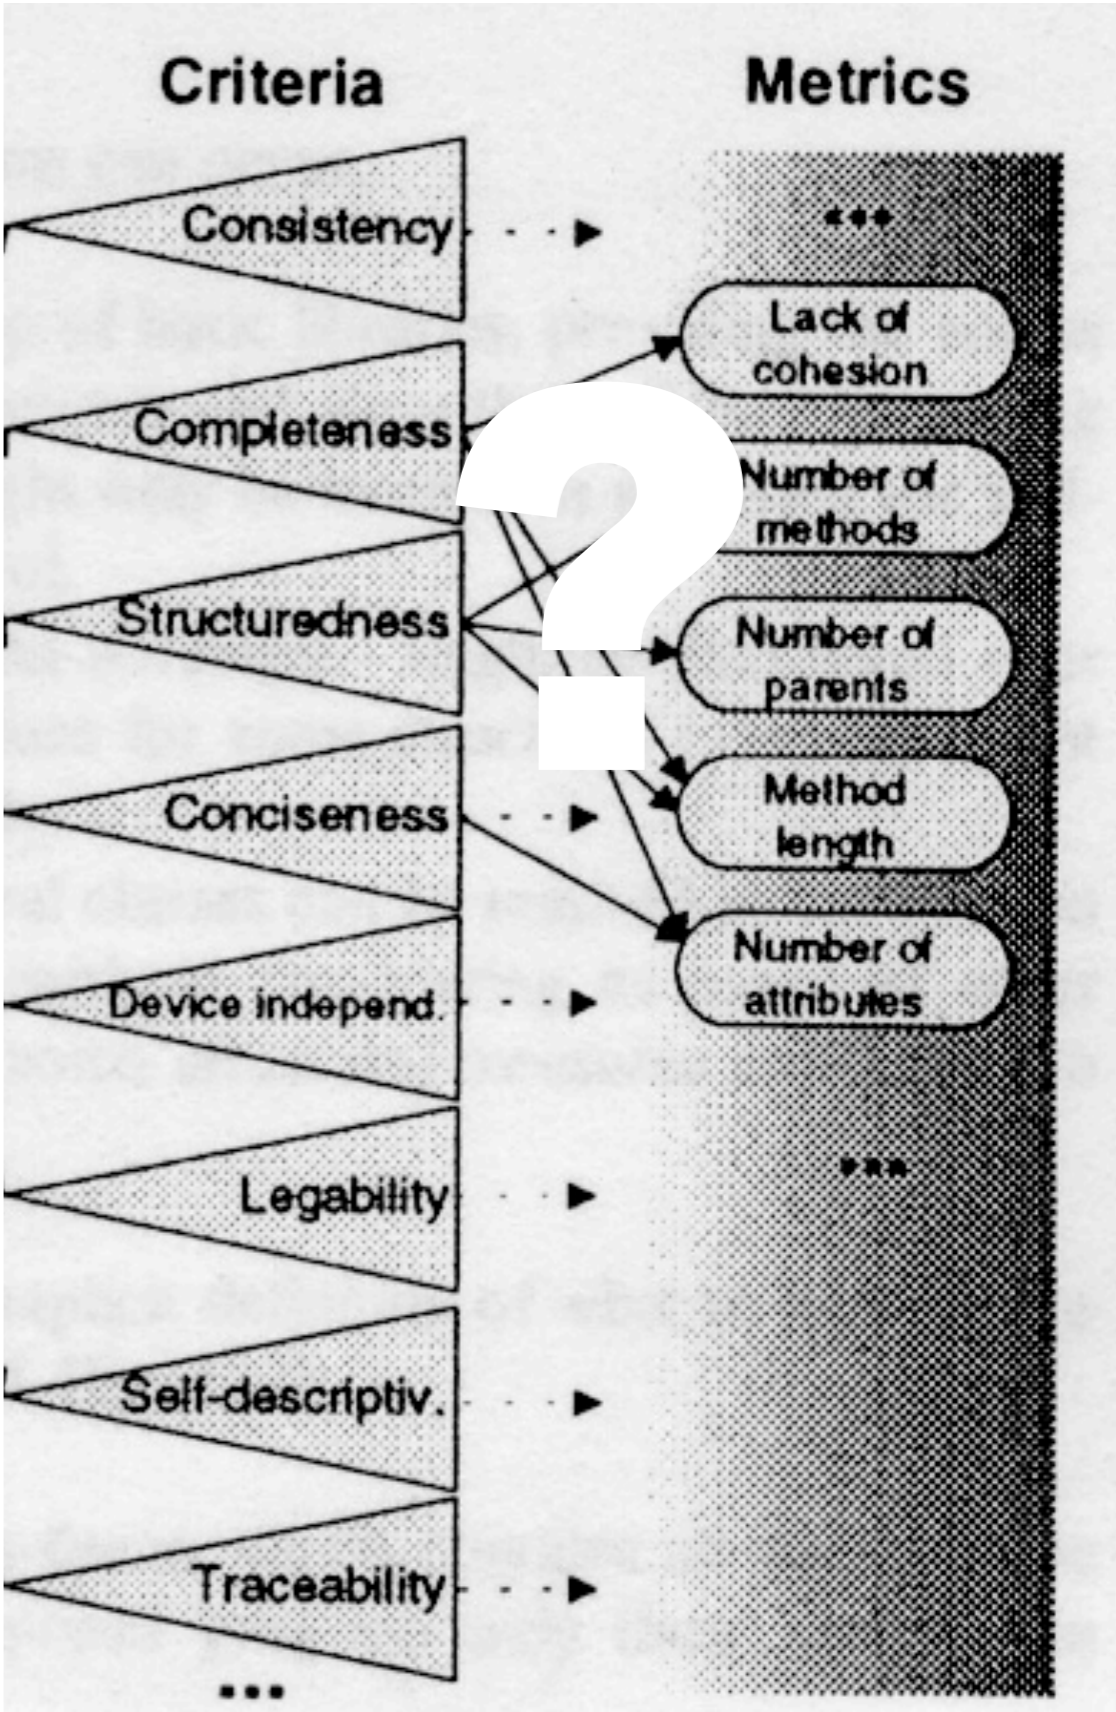 Criteria
Metrics
Consistency
Completeness
Structuredness
Conciseness
Device independ.
Legability
Self-descriptiv.
Traceability
...
...
Lack of
cohesion
Number of
methods
Number of
parents
Method
length
Number of
attributes
...
?